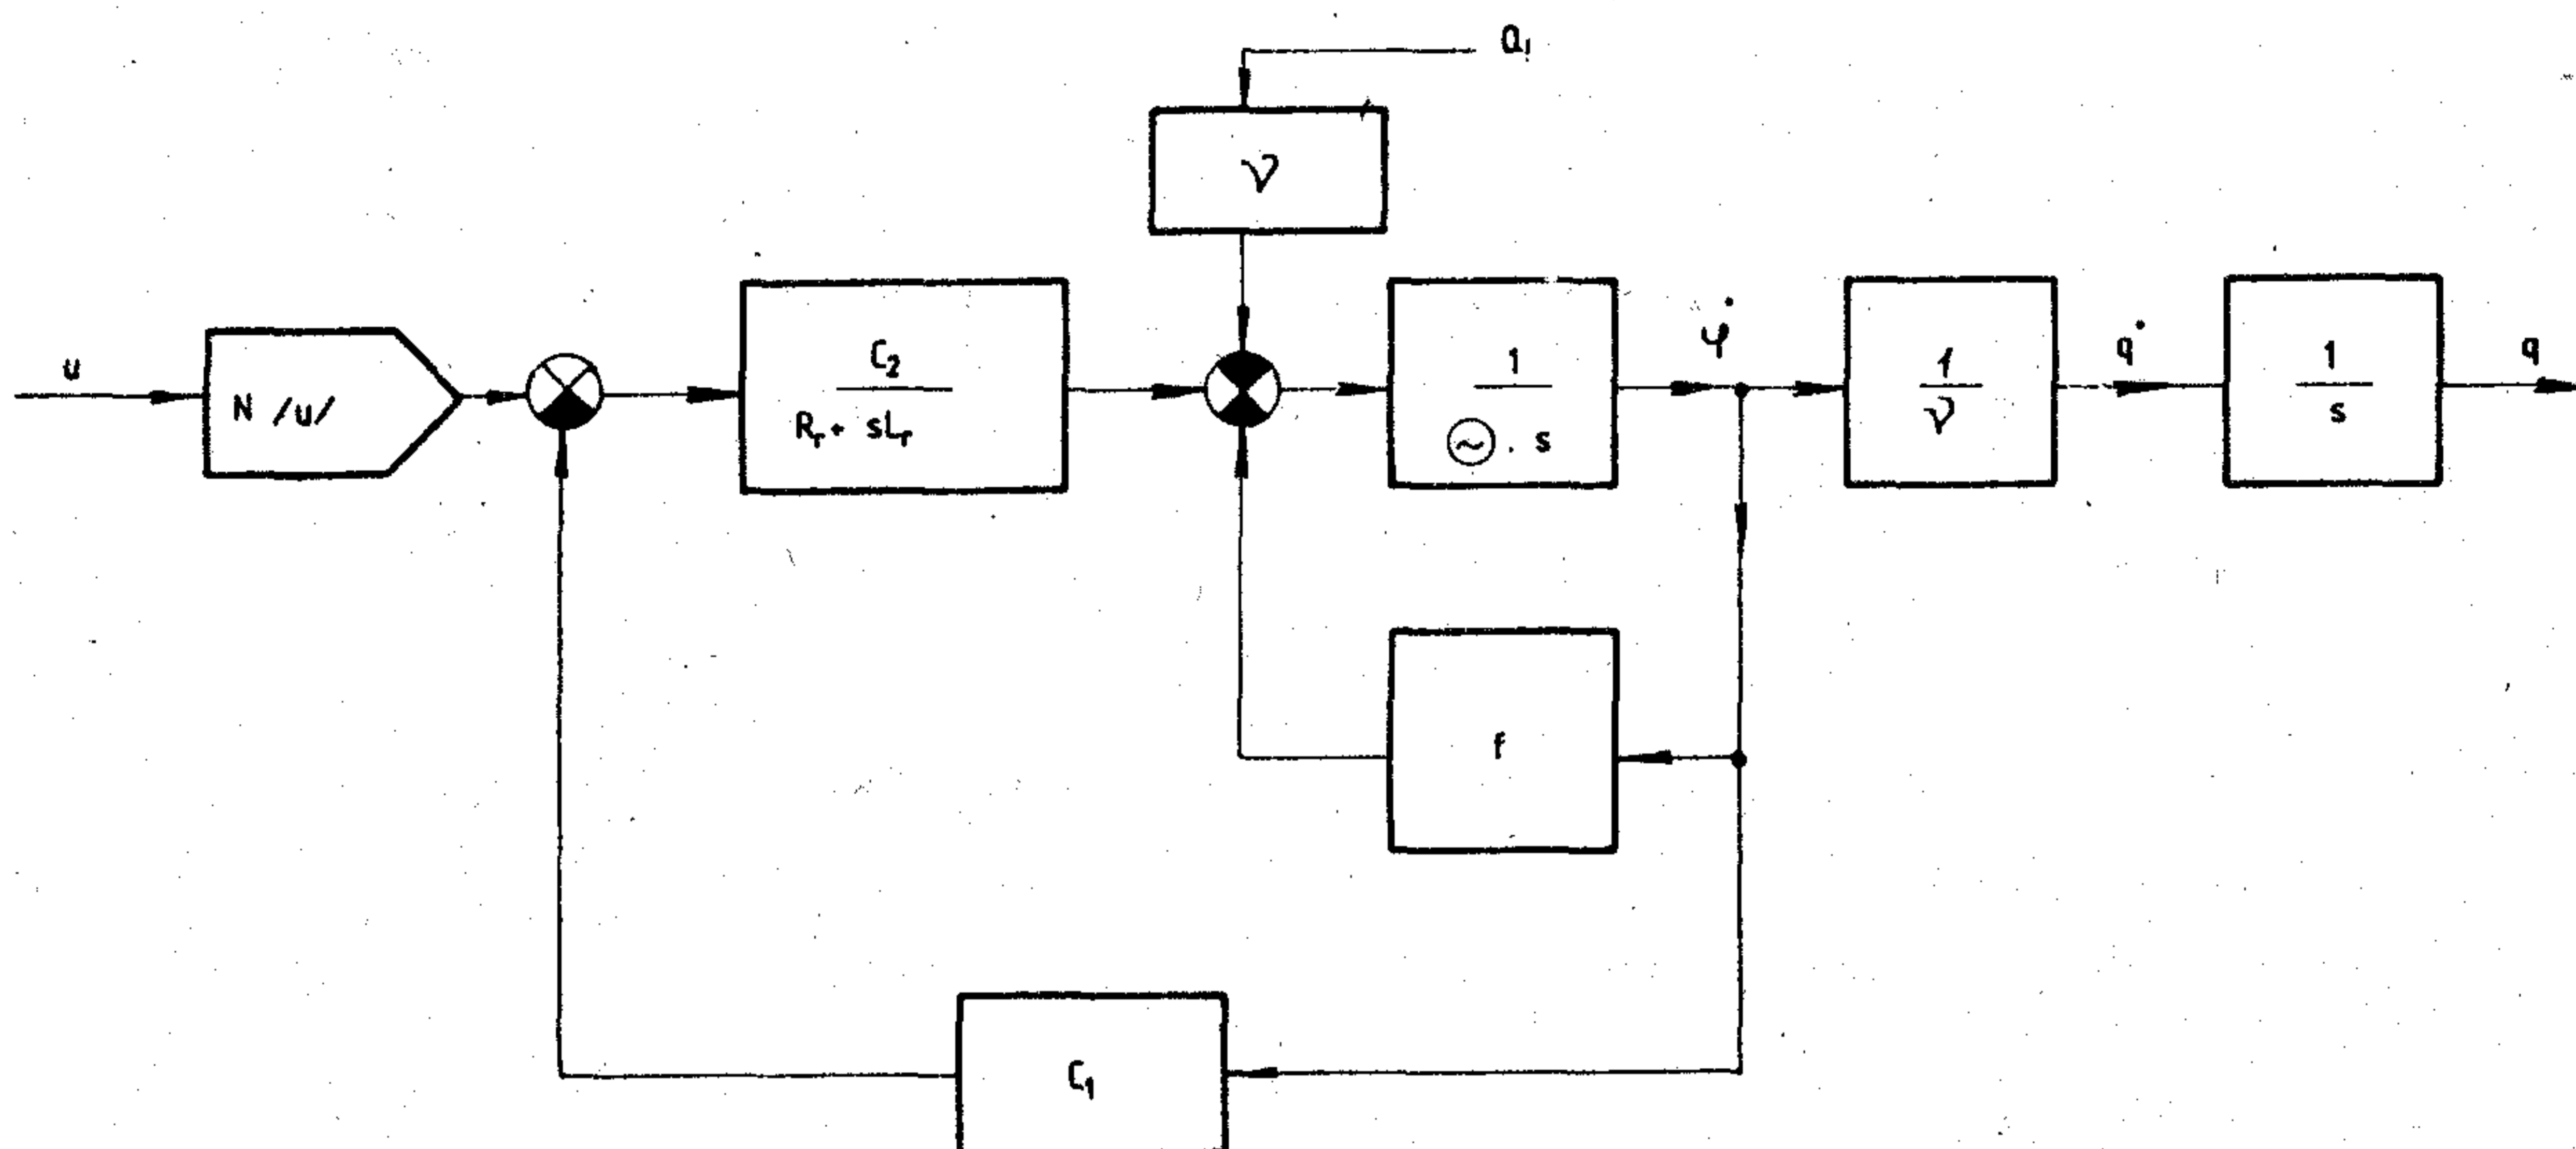 Q₁
ν
u
N /u/
C₂
Rᵣ + sLᵣ
1
~ . s
φ̇
1
ν
q̇
1
s
q
f
C₁